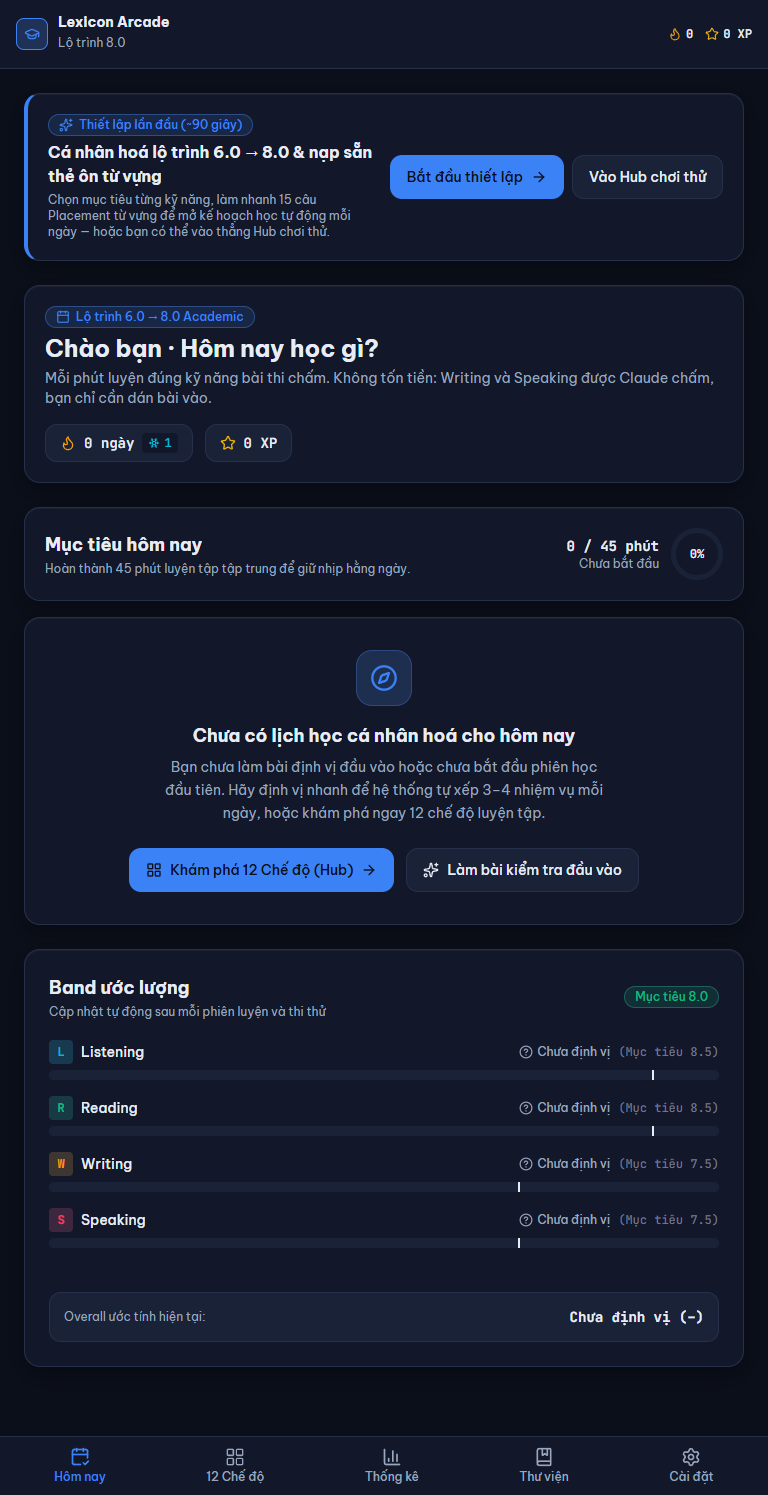 Lexicon Arcade
Lộ trình 8.0
0
0 XP
Thiết lập lần đầu (~90 giây)
Cá nhân hoá lộ trình 6.0 → 8.0 & nạp sẵn
thẻ ôn từ vựng
Chọn mục tiêu từng kỹ năng, làm nhanh 15 câu
Placement từ vựng để mở kế hoạch học tự động mỗi
ngày — hoặc bạn có thể vào thẳng Hub chơi thử.
Bắt đầu thiết lập →
Vào Hub chơi thử
Lộ trình 6.0 → 8.0 Academic
Chào bạn · Hôm nay học gì?
Mỗi phút luyện đúng kỹ năng bài thi chấm. Không tốn tiền: Writing và Speaking được Claude chấm,
bạn chỉ cần dán bài vào.
0 ngày
1
0 XP
Mục tiêu hôm nay
Hoàn thành 45 phút luyện tập tập trung để giữ nhịp hằng ngày.
0 / 45 phút
Chưa bắt đầu
0%
Chưa có lịch học cá nhân hoá cho hôm nay
Bạn chưa làm bài định vị đầu vào hoặc chưa bắt đầu phiên học
đầu tiên. Hãy định vị nhanh để hệ thống tự xếp 3–4 nhiệm vụ mỗi
ngày, hoặc khám phá ngay 12 chế độ luyện tập.
Khám phá 12 Chế độ (Hub) →
Làm bài kiểm tra đầu vào
Band ước lượng
Cập nhật tự động sau mỗi phiên luyện và thi thử
Mục tiêu 8.0
L Listening
Chưa định vị (Mục tiêu 8.5)
R Reading
Chưa định vị (Mục tiêu 8.5)
W Writing
Chưa định vị (Mục tiêu 7.5)
S Speaking
Chưa định vị (Mục tiêu 7.5)
Overall ước tính hiện tại:
Chưa định vị (–)
Hôm nay
12 Chế độ
Thống kê
Thư viện
Cài đặt